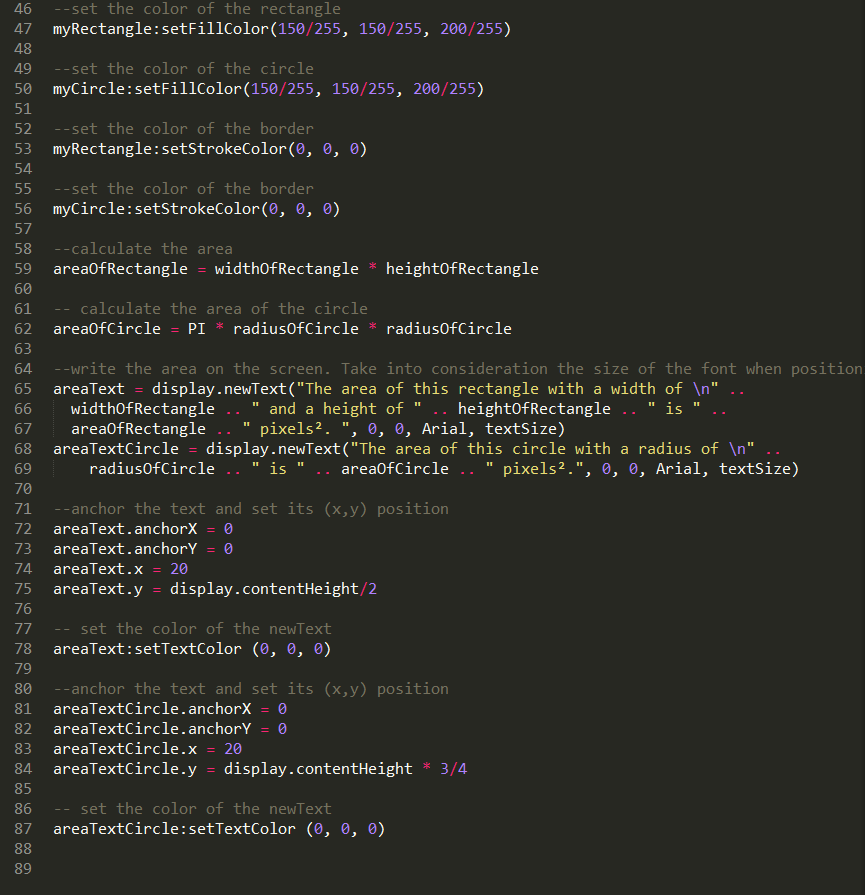 46 --set the color of the rectangle
47 myRectangle:setFillColor(150/255, 150/255, 200/255)
48
49 --set the color of the circle
50 myCircle:setFillColor(150/255, 150/255, 200/255)
51
52 --set the color of the border
53 myRectangle:setStrokeColor(0, 0, 0)
54
55 --set the color of the border
56 myCircle:setStrokeColor(0, 0, 0)
57
58 --calculate the area
59 areaOfRectangle = widthOfRectangle * heightOfRectangle
60
61 -- calculate the area of the circle
62 areaOfCircle = PI * radiusOfCircle * radiusOfCircle
63
64 --write the area on the screen. Take into consideration the size of the font when position
65 areaText = display.newText("The area of this rectangle with a width of \n" ..
66 widthOfRectangle .. " and a height of " .. heightOfRectangle .. " is " ..
67 areaOfRectangle .. " pixels². ", 0, 0, Arial, textSize)
68 areaTextCircle = display.newText("The area of this circle with a radius of \n" ..
69 radiusOfCircle .. " is " .. areaOfCircle .. " pixels².", 0, 0, Arial, textSize)
70
71 --anchor the text and set its (x,y) position
72 areaText.anchorX = 0
73 areaText.anchorY = 0
74 areaText.x = 20
75 areaText.y = display.contentHeight/2
76
77 -- set the color of the newText
78 areaText:setTextColor (0, 0, 0)
79
80 --anchor the text and set its (x,y) position
81 areaTextCircle.anchorX = 0
82 areaTextCircle.anchorY = 0
83 areaTextCircle.x = 20
84 areaTextCircle.y = display.contentHeight * 3/4
85
86 -- set the color of the newText
87 areaTextCircle:setTextColor (0, 0, 0)
88
89